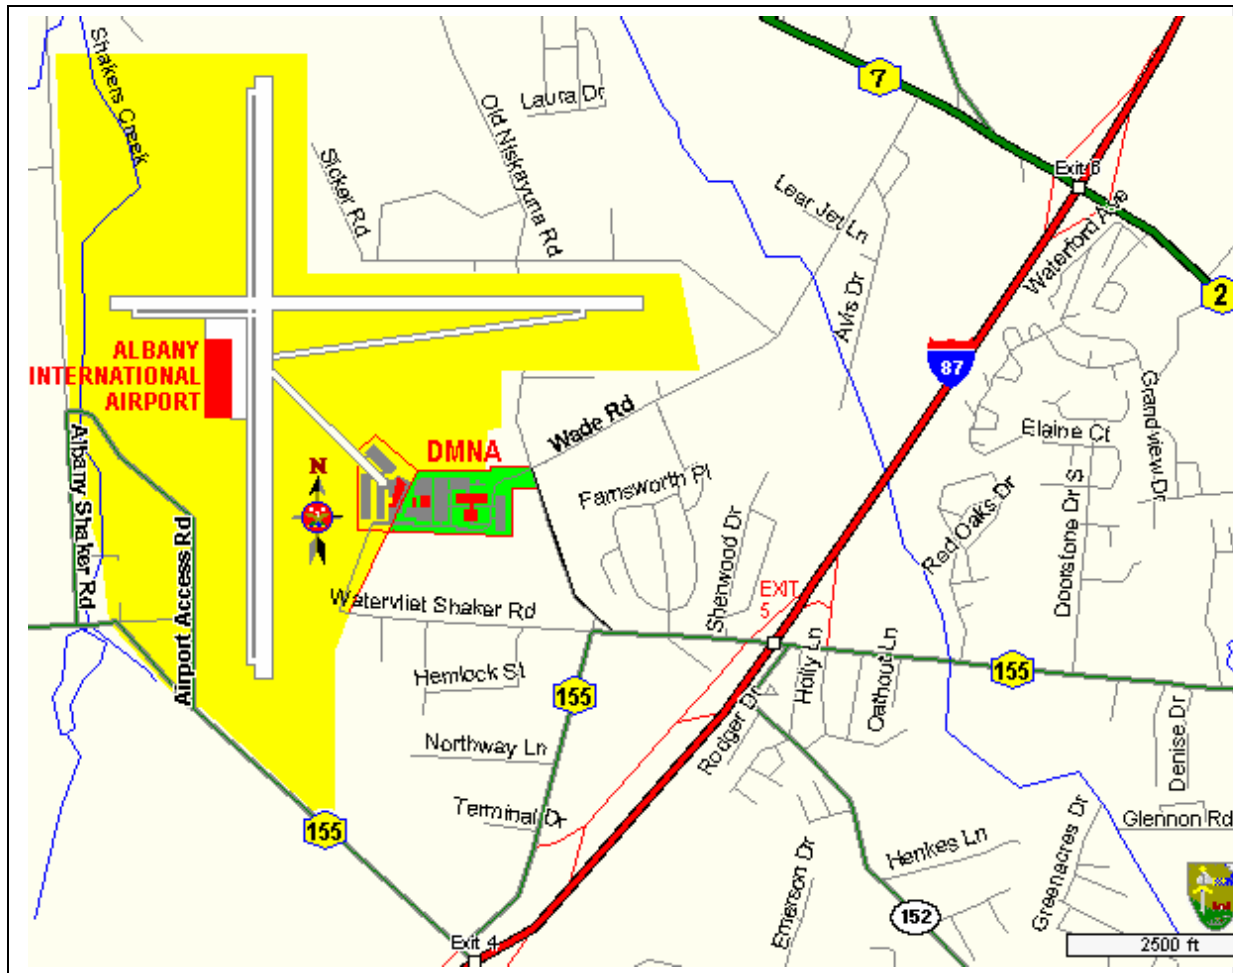 7
Shakers Creek
Laura Dr
Old Niskayuna Rd
Sicker Rd
Exit 6
Lear Jet Ln
Waterford Ave
2
Avis Dr
ALBANY
INTERNATIONAL
AIRPORT
87
Grandview Dr
Wade Rd
Elaine Ct
Albany Shaker Rd
DMNA
N
Farnsworth Pl
Doorstone Dr S
Red Oaks Dr
Airport Access Rd
Sherwood Dr
EXIT
5
Watervliet Shaker Rd
Hemlock St
155
Holly Ln
Oathout Ln
155
Rodger Dr
Denise Dr
Northway Ln
Terminal Dr
155
Glennon Rd
Henkes Ln
Greenacres Dr
Emerson Dr
152
Exit 4
2500 ft